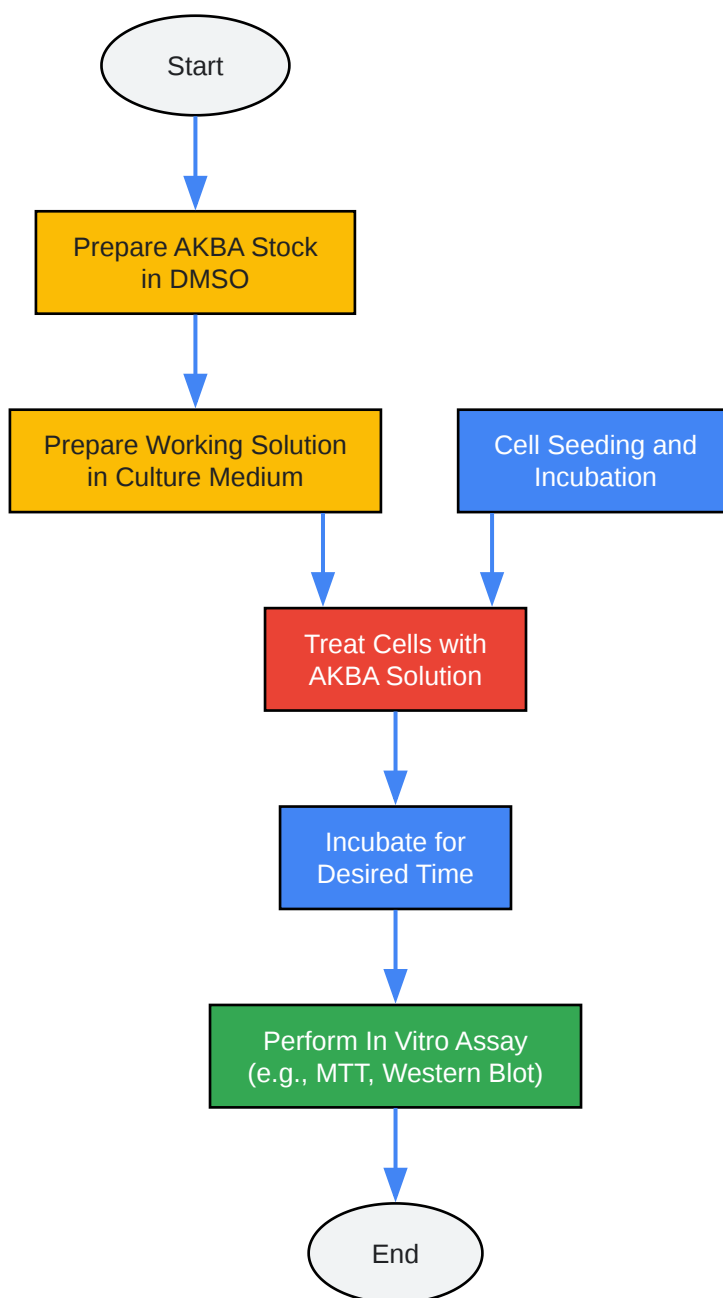 Start
Prepare AKBA Stock
in DMSO
Prepare Working Solution
in Culture Medium
Cell Seeding and
Incubation
Treat Cells with
AKBA Solution
Incubate for
Desired Time
Perform In Vitro Assay
(e.g., MTT, Western Blot)
End